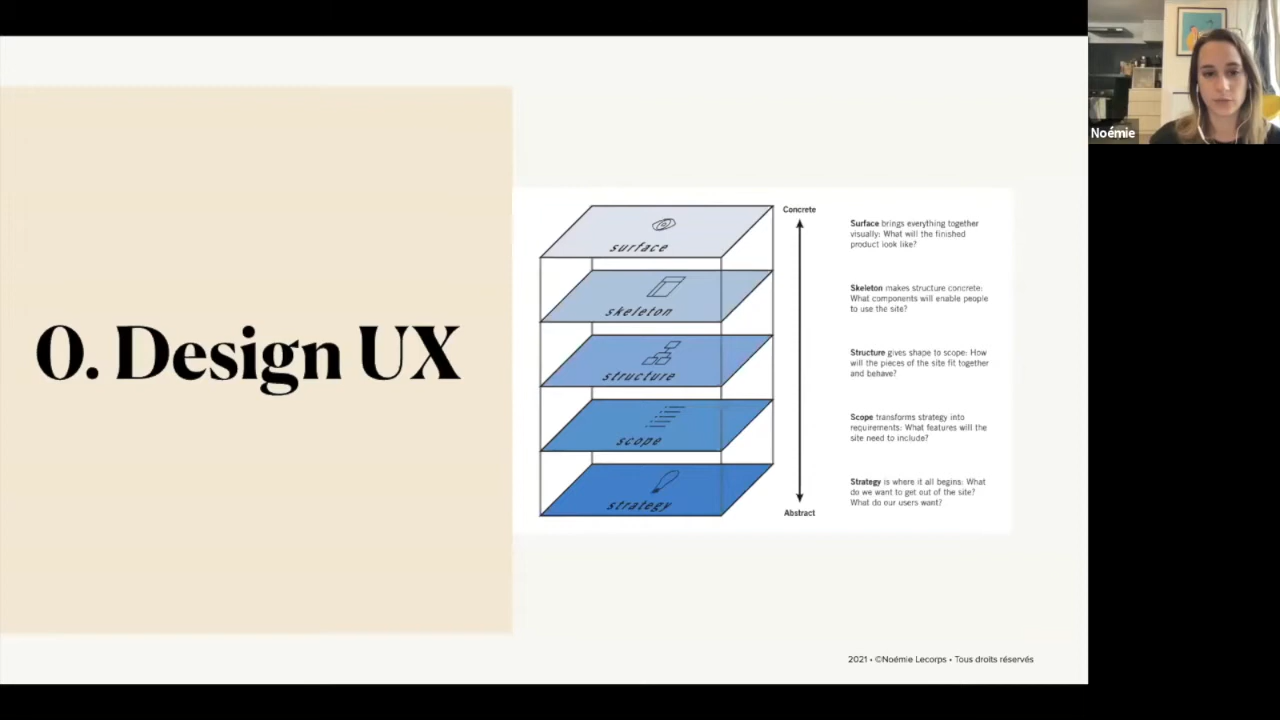 Noémie
0. Design UX
surface
skeleton
structure
scope
strategy
Concrete
Abstract
Surface brings everything together
visually: What will the finished
product look like?
Skeleton makes structure concrete:
What components will enable people
to use the site?
Structure gives shape to scope: How
will the pieces of the site fit together
and behave?
Scope transforms strategy into
requirements: What features will the
site need to include?
Strategy is where it all begins: What
do we want to get out of the site?
What do our users want?
2021 • ©Noémie Lecorps • Tous droits réservés